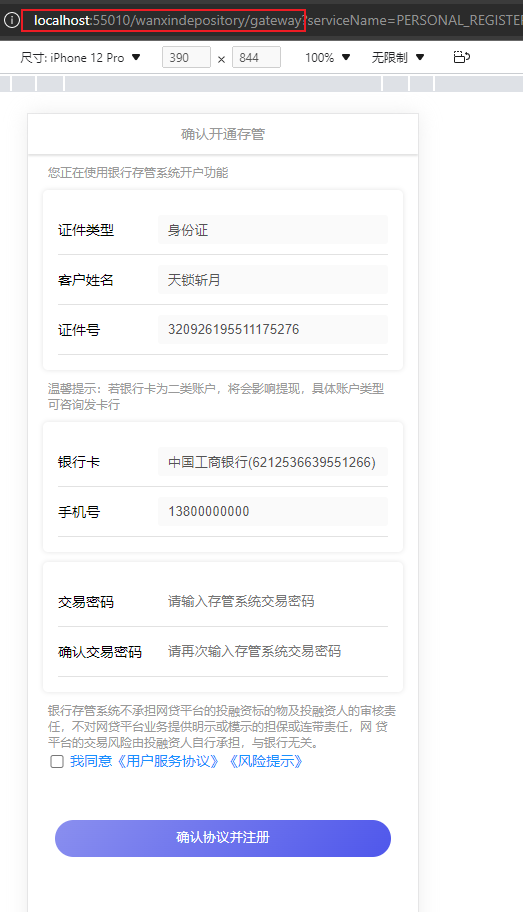 localhost:55010/wanxindepository/gateway?serviceName=PERSONAL_REGISTE
尺寸: iPhone 12 Pro ▼ 390 × 844 100% ▼ 无限制 ▼
确认开通存管
您正在使用银行存管系统开户功能
证件类型 身份证
客户姓名 天锁斩月
证件号 320926195511175276
温馨提示：若银行卡为二类账户，将会影响提现，具体账户类型
可咨询发卡行
银行卡 中国工商银行(6212536639551266)
手机号 13800000000
交易密码 请输入存管系统交易密码
确认交易密码 请再次输入存管系统交易密码
银行存管系统不承担网贷平台的投融资标的物及投融资人的审核责
任，不对网贷平台业务提供明示或模示的担保或连带责任，网 贷
平台的交易风险由投融资人自行承担，与银行无关。
我同意《用户服务协议》《风险提示》
确认协议并注册